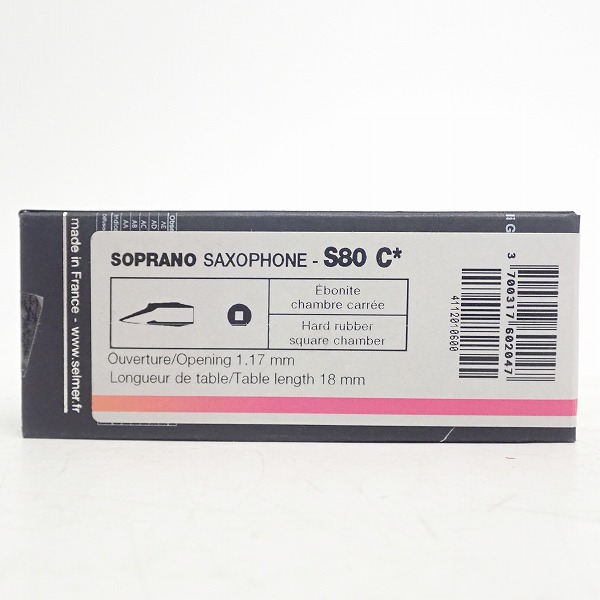 made in France - www.selmer.fr
SOPRANO SAXOPHONE - S80 C*
Ébonite
chambre carrée
Hard rubber
square chamber
Ouverture/Opening 1.17 mm
Longueur de table/Table length 18 mm
4112010600
3 700317 602047